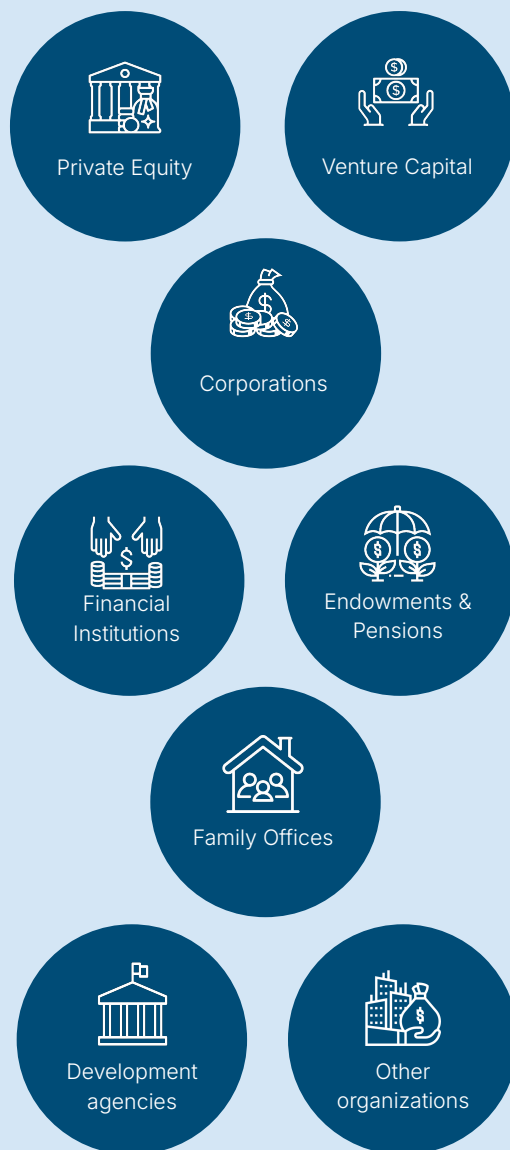 Private Equity
Venture Capital
Corporations
Financial
Institutions
Endowments &
Pensions
Family Offices
Development
agencies
Other
organizations